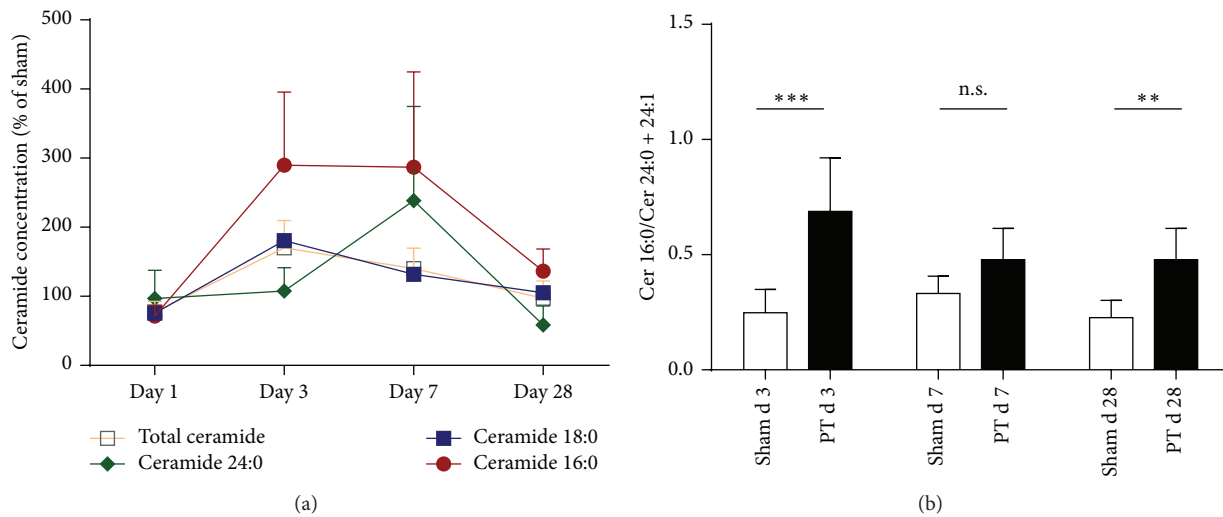 Ceramide concentration (% of sham)
500
400
300
200
100
0
Day 1 Day 3 Day 7 Day 28
Total ceramide
Ceramide 24:0
Ceramide 18:0
Ceramide 16:0
(a)
Cer 16:0/Cer 24:0 + 24:1
1.5
1.0
0.5
0.0
***
n.s.
**
Sham d 3
PT d 3
Sham d 7
PT d 7
Sham d 28
PT d 28
(b)